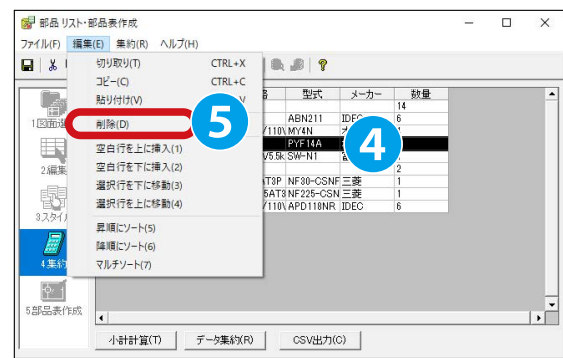 部品 リスト・部品表作成
ファイル(F) 編集(E) 集約(R) ヘルプ(H)
切り取り(T) CTRL+X
コピー(C) CTRL+C
貼り付け(V) V
削除(D)
空白行を上に挿入(1)
空白行を下に挿入(2)
選択行を下に移動(3)
選択行を上に移動(4)
昇順にソート(5)
降順にソート(6)
マルチソート(7)
5
4
1.図面選
2.編集
3.スタイル
4.集約
5.部品表作成
型式 メーカー 数量
14
ABN211 IDEC 6
/110\ MY4N
PYF14A
V5.5k SW-N1
2
AT3P NF30-CSNF 三菱 1
5AT3 NF225-CSN 三菱 1
/110\ APD118NR IDEC 6
小計計算(T) データ集約(R) CSV出力(C)